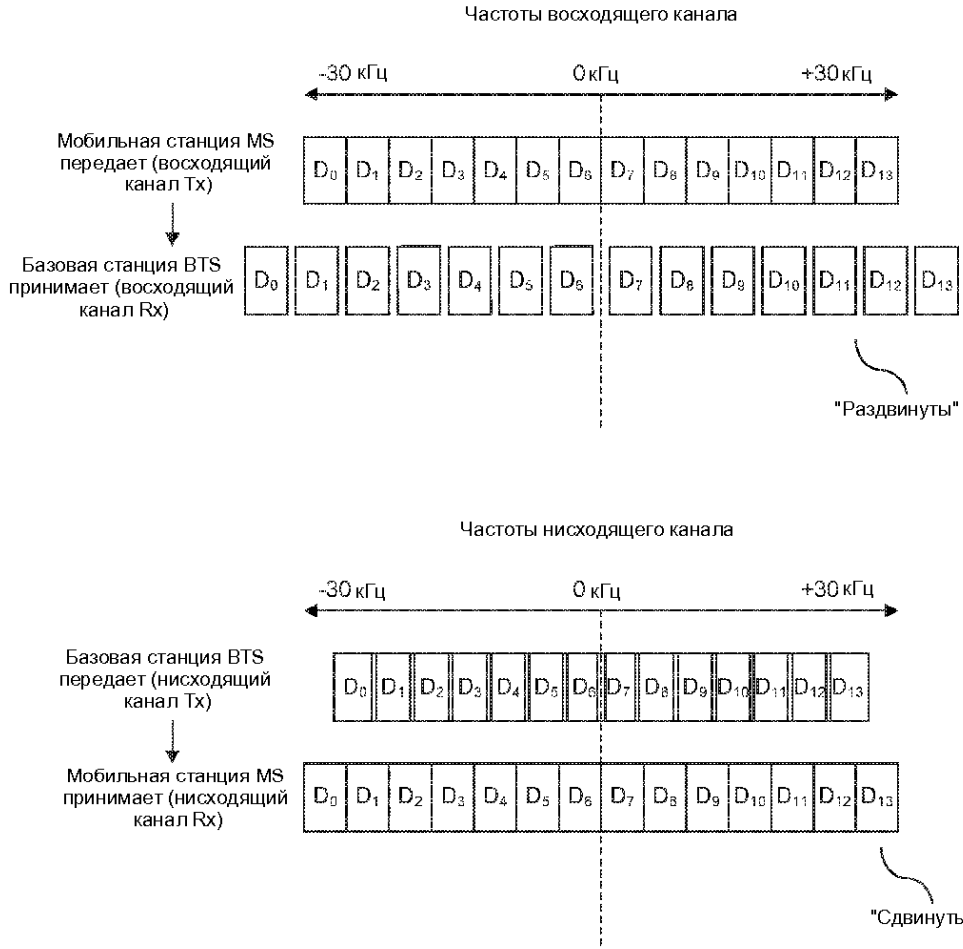 Частоты восходящего канала
-30 кГц 0 кГц +30 кГц
Мобильная станция MS
передает (восходящий
канал Tx)
D0 D1 D2 D3 D4 D5 D6 D7 D8 D9 D10 D11 D12 D13
Базовая станция BTS
принимает (восходящий
канал Rx)
D0 D1 D2 D3 D4 D5 D6 D7 D8 D9 D10 D11 D12 D13
"Раздвинуты"
Частоты нисходящего канала
-30 кГц 0 кГц +30 кГц
Базовая станция BTS
передает (нисходящий
канал Tx)
D0 D1 D2 D3 D4 D5 D6 D7 D8 D9 D10 D11 D12 D13
Мобильная станция MS
принимает (нисходящий
канал Rx)
D0 D1 D2 D3 D4 D5 D6 D7 D8 D9 D10 D11 D12 D13
"Сдвинуть